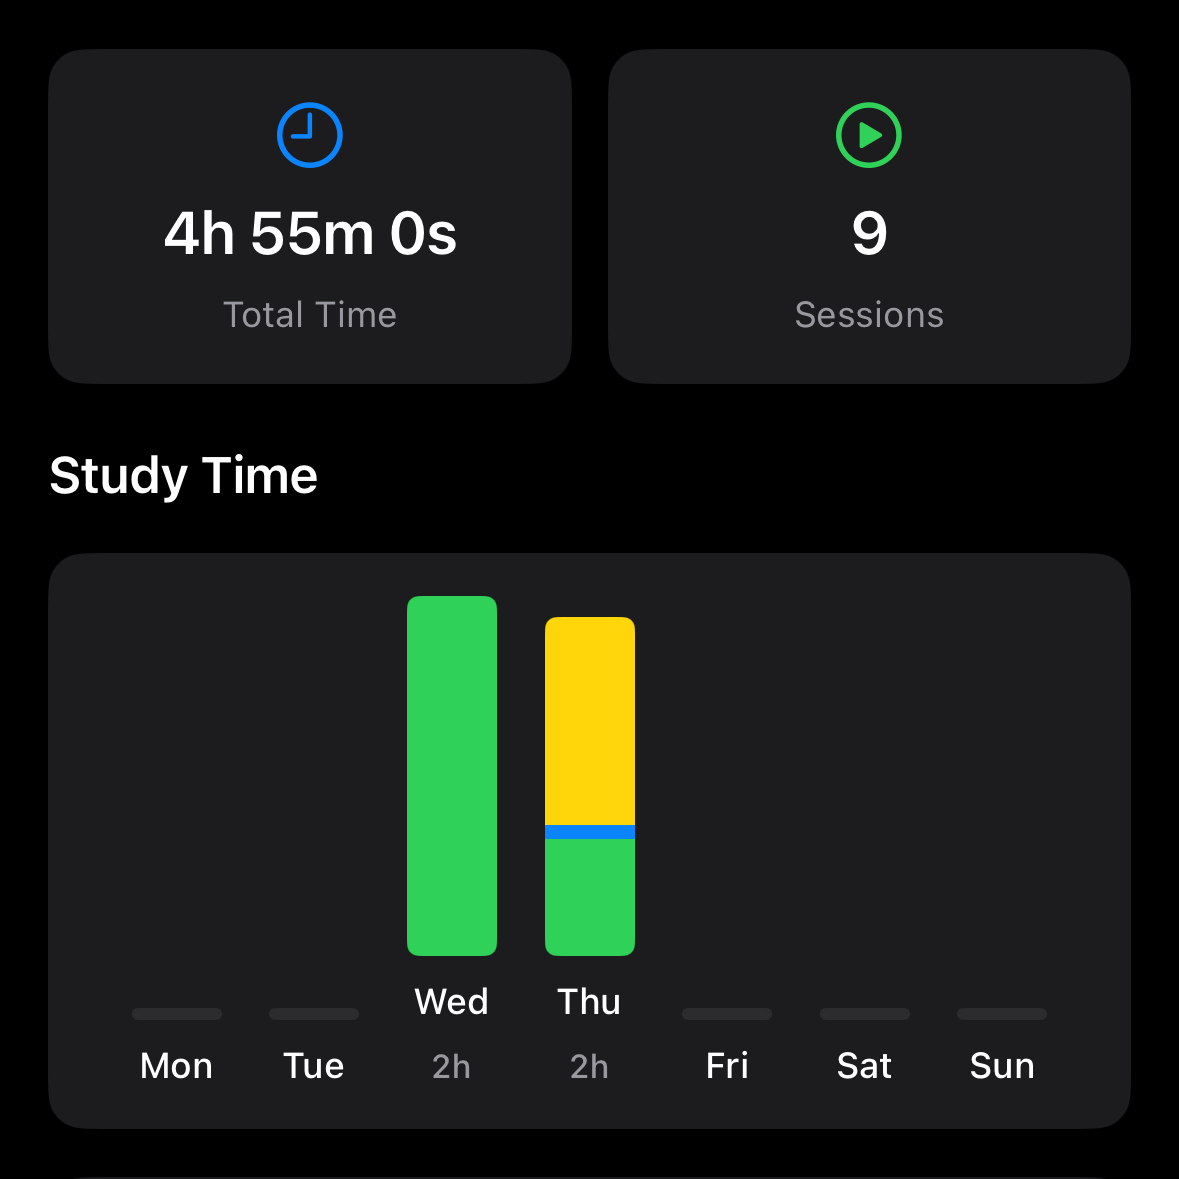 4h 55m 0s
Total Time
9
Sessions
Study Time
Mon
Tue
Wed
2h
Thu
2h
Fri
Sat
Sun